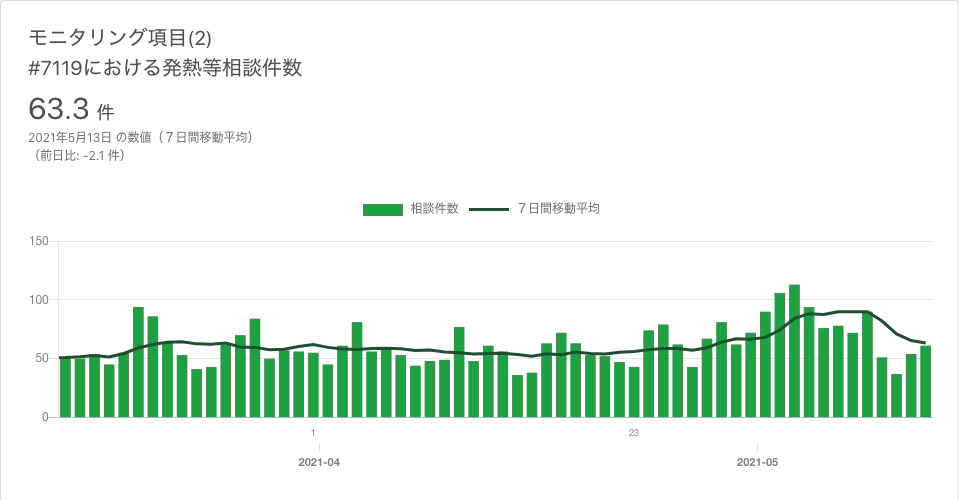 モニタリング項目(2)
#7119における発熱等相談件数
63.3 件
2021年5月13日 の数値（７日間移動平均）
（前日比: -2.1 件）
相談件数 ７日間移動平均
150
100
50
0
1 23
2021-04 2021-05